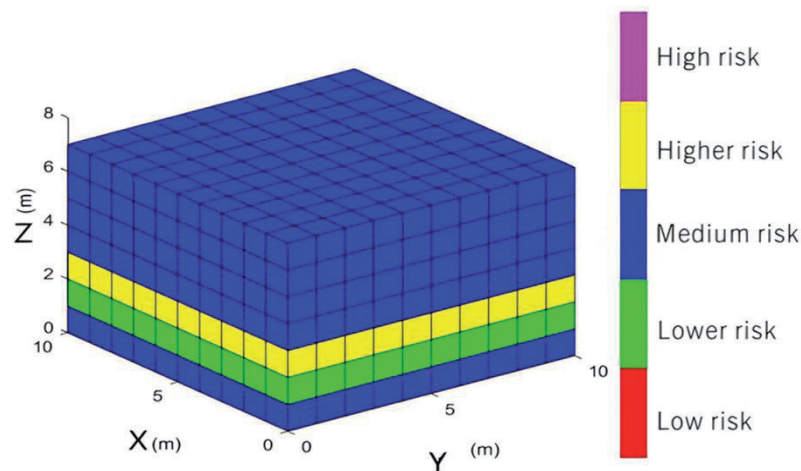 High risk
Higher risk
Medium risk
Lower risk
Low risk
8
6
4
2
0
Z (m)
10
5
0
X (m)
0
5
10
Y (m)